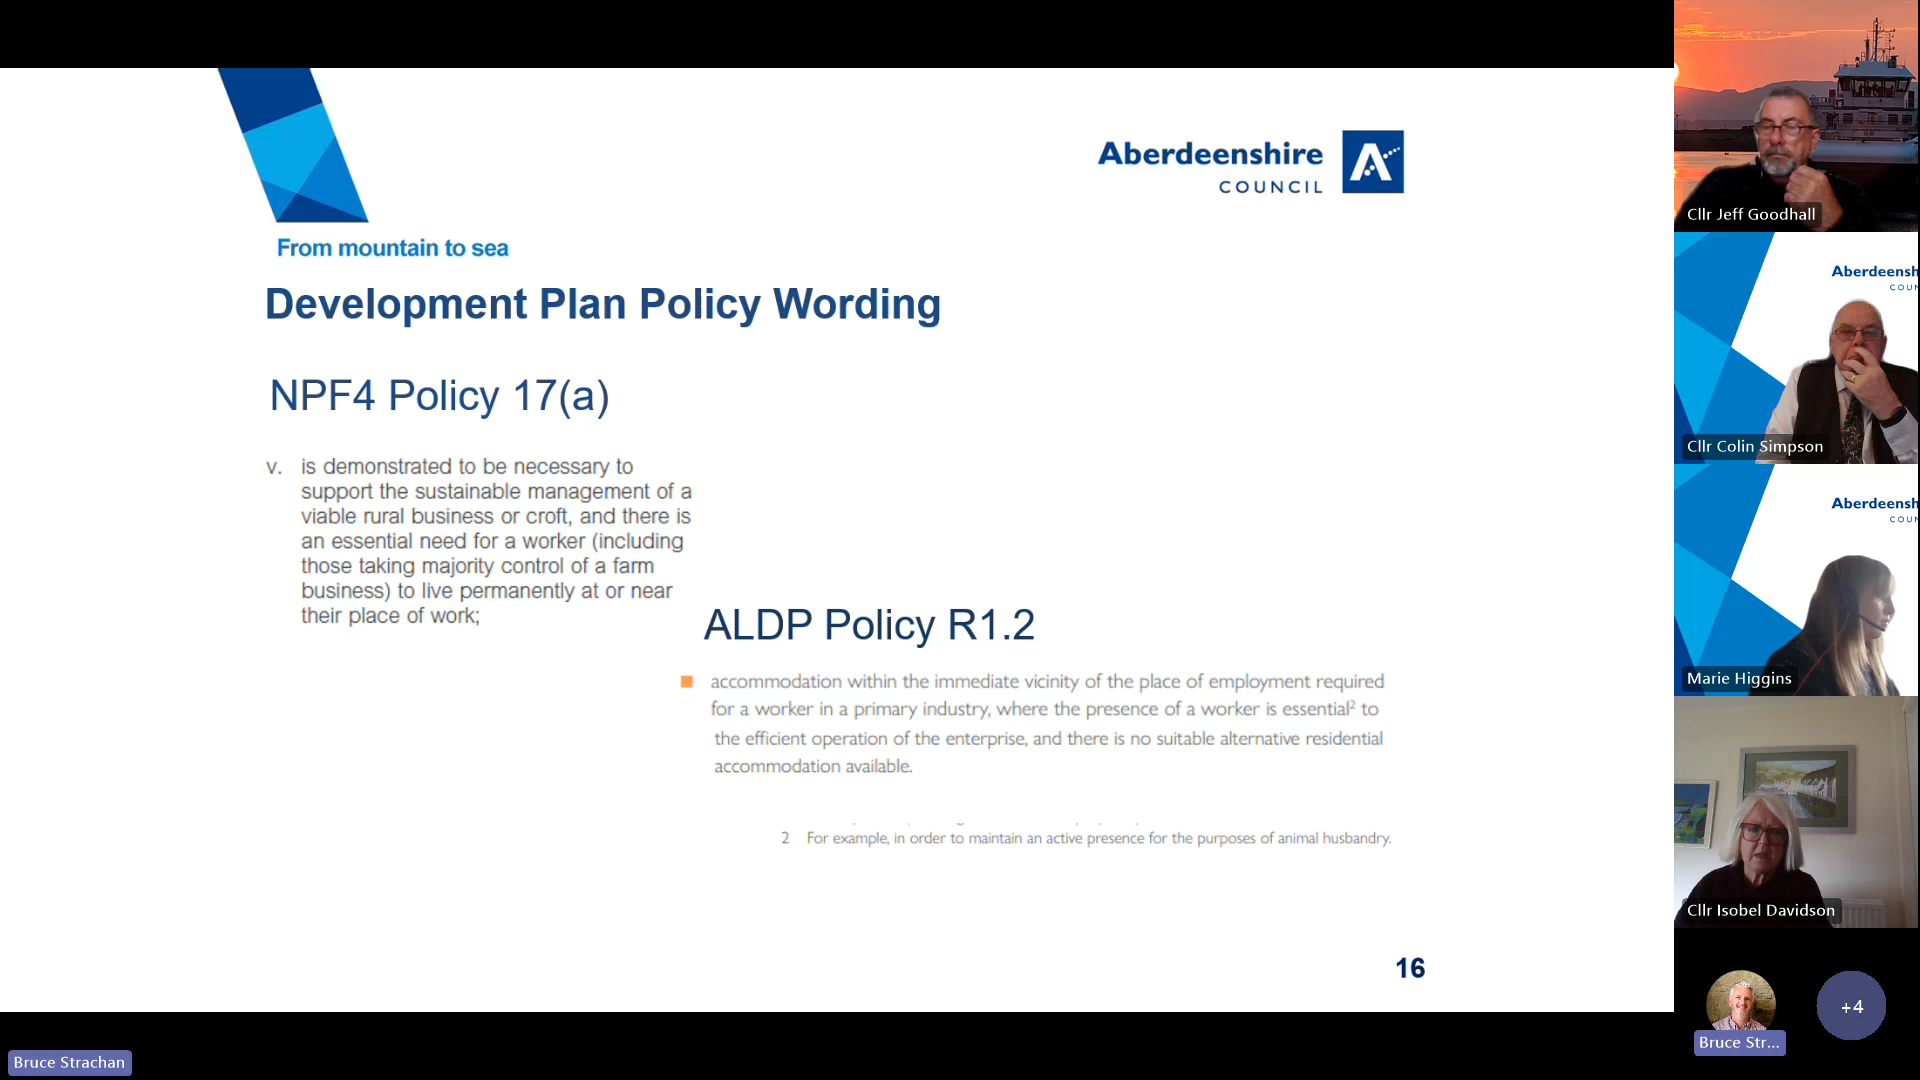 Aberdeenshire
COUNCIL
From mountain to sea
Development Plan Policy Wording
NPF4 Policy 17(a)
v. is demonstrated to be necessary to
support the sustainable management of a
viable rural business or croft, and there is
an essential need for a worker (including
those taking majority control of a farm
business) to live permanently at or near
their place of work;
ALDP Policy R1.2
accommodation within the immediate vicinity of the place of employment required
for a worker in a primary industry, where the presence of a worker is essential² to
the efficient operation of the enterprise, and there is no suitable alternative residential
accommodation available.
2 For example, in order to maintain an active presence for the purposes of animal husbandry.
16
Bruce Strachan
Cllr Jeff Goodhall
Aberdeensh
COUN
Cllr Colin Simpson
Aberdeensh
COUN
Marie Higgins
Cllr Isobel Davidson
Bruce Str...
+4